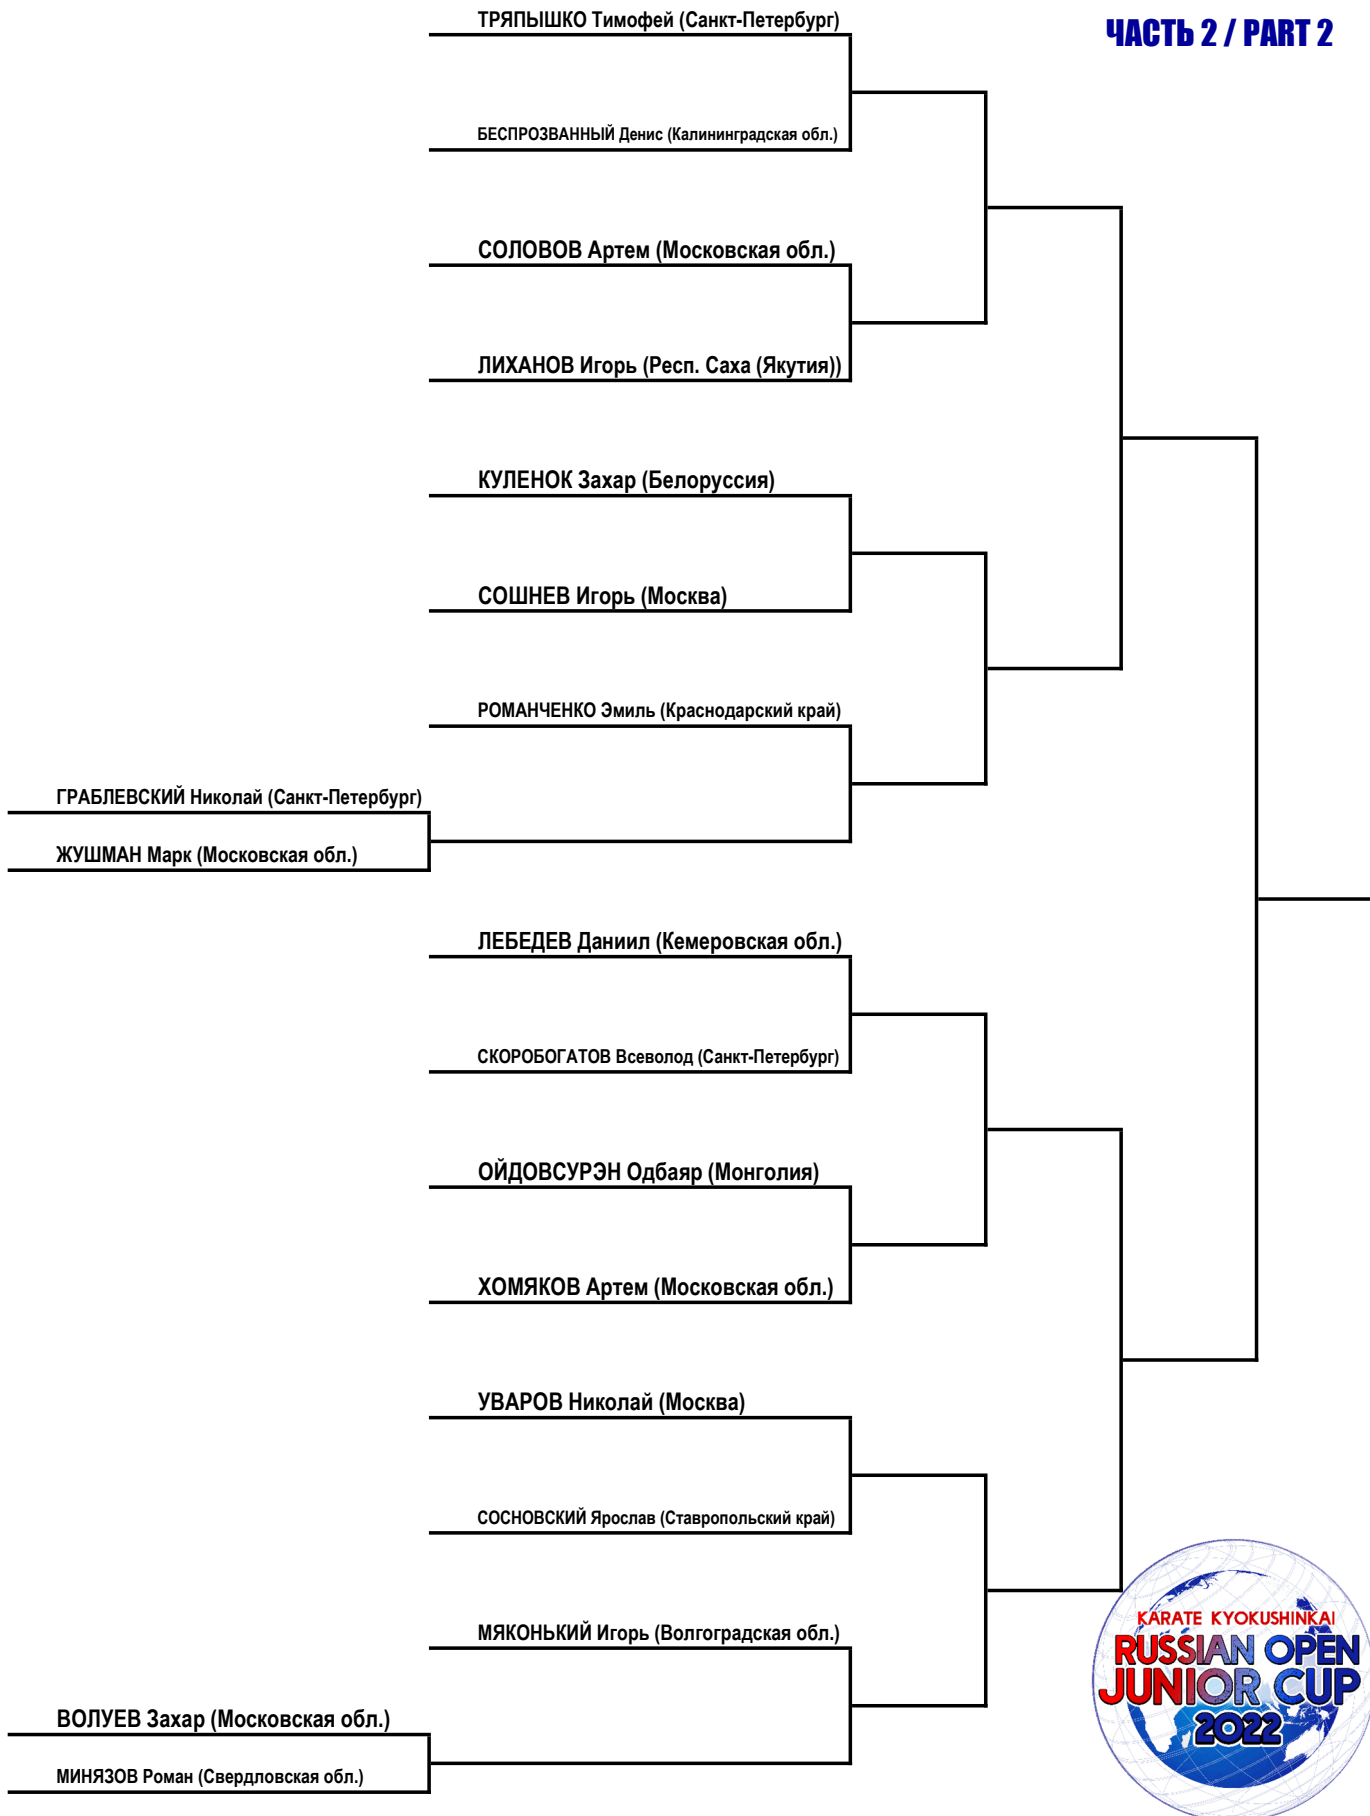 ТРЯПЫШКО Тимофей (Санкт-Петербург)
ЧАСТЬ 2 / PART 2
БЕСПРОЗВАННЫЙ Денис (Калининградская обл.)
СОЛОВОВ Артем (Московская обл.)
ЛИХАНОВ Игорь (Респ. Саха (Якутия))
КУЛЕНОК Захар (Белоруссия)
СОШНЕВ Игорь (Москва)
РОМАНЧЕНКО Эмиль (Краснодарский край)
ГРАБЛЕВСКИЙ Николай (Санкт-Петербург)
ЖУШМАН Марк (Московская обл.)
ЛЕБЕДЕВ Даниил (Кемеровская обл.)
СКОРОБОГАТОВ Всеволод (Санкт-Петербург)
ОЙДОВСУРЭН Одбаяр (Монголия)
ХОМЯКОВ Артем (Московская обл.)
УВАРОВ Николай (Москва)
СОСНОВСКИЙ Ярослав (Ставропольский край)
МЯКОНЬКИЙ Игорь (Волгоградская обл.)
ВОЛУЕВ Захар (Московская обл.)
МИНЯЗОВ Роман (Свердловская обл.)
KARATE KYOKUSHINKAI
RUSSIAN OPEN
JUNIOR CUP
2022